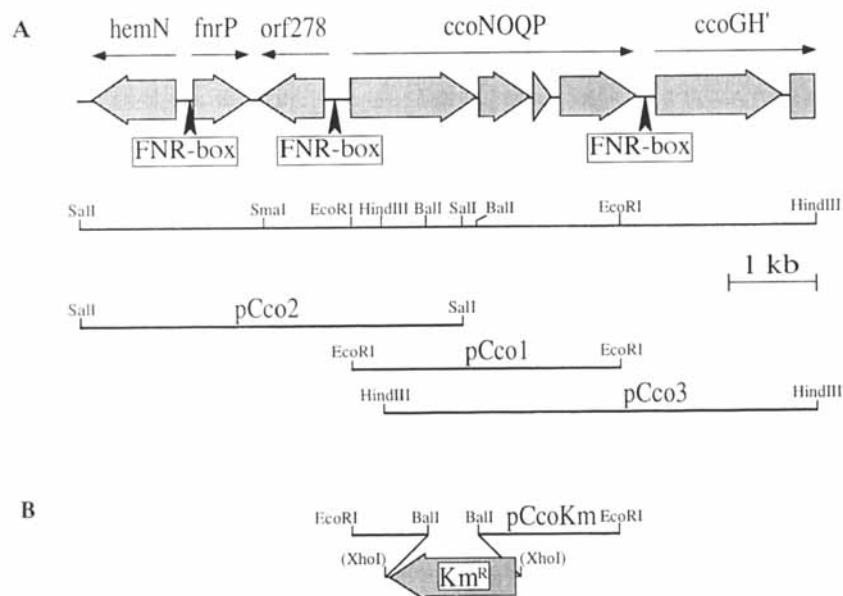 A
hemN fnrP orf278 ccoNOQP ccoGH'
FNR-box FNR-box FNR-box
SalI SmaI EcoRI HindIII BalI SalI BalI EcoRI HindIII
1 kb
SalI pCco2 SalI
EcoRI pCco1 EcoRI
HindIII pCco3 HindIII
B
EcoRI BalI BalI pCcoKm EcoRI
(XhoI) KmR (XhoI)